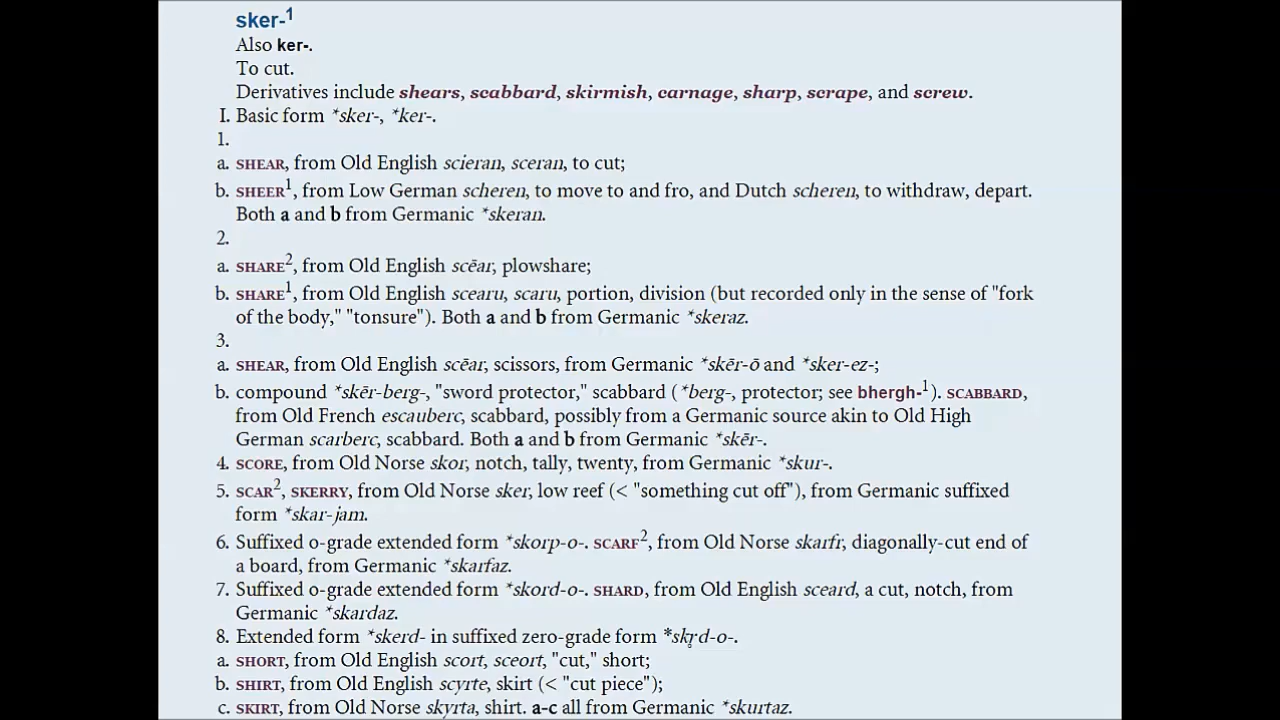 sker-¹
Also ker-.
To cut.
Derivatives include shears, scabbard, skirmish, carnage, sharp, scrape, and screw.
I. Basic form *sker-, *ker-.
1.
a. SHEAR, from Old English scieran, sceran, to cut;
b. SHEER¹, from Low German scheren, to move to and fro, and Dutch scheren, to withdraw, depart.
Both a and b from Germanic *skeran.
2.
a. SHARE², from Old English scēar, plowshare;
b. SHARE¹, from Old English scearu, scaru, portion, division (but recorded only in the sense of "fork
of the body," "tonsure"). Both a and b from Germanic *skeraz.
3.
a. SHEAR, from Old English scēar, scissors, from Germanic *skēr-ō and *sker-ez-;
b. compound *skēr-berg-, "sword protector," scabbard ( *berg-, protector; see bhergh-¹ ). SCABBARD,
from Old French escauberc, scabbard, possibly from a Germanic source akin to Old High
German scarberc, scabbard. Both a and b from Germanic *skēr-.
4. SCORE, from Old Norse skor, notch, tally, twenty, from Germanic *skur-.
5. SCAR², SKERRY, from Old Norse sker, low reef (< "something cut off"), from Germanic suffixed
form *skar-jam.
6. Suffixed o-grade extended form *skorp-o-. SCARF², from Old Norse skarfr, diagonally-cut end of
a board, from Germanic *skarfaz.
7. Suffixed o-grade extended form *skord-o-. SHARD, from Old English sceard, a cut, notch, from
Germanic *skardaz.
8. Extended form *skerd- in suffixed zero-grade form *skr̥d-o-.
a. SHORT, from Old English scort, sceort, "cut," short;
b. SHIRT, from Old English scyrte, skirt (< "cut piece");
c. SKIRT, from Old Norse skyrta, shirt. a-c all from Germanic *skurtaz.